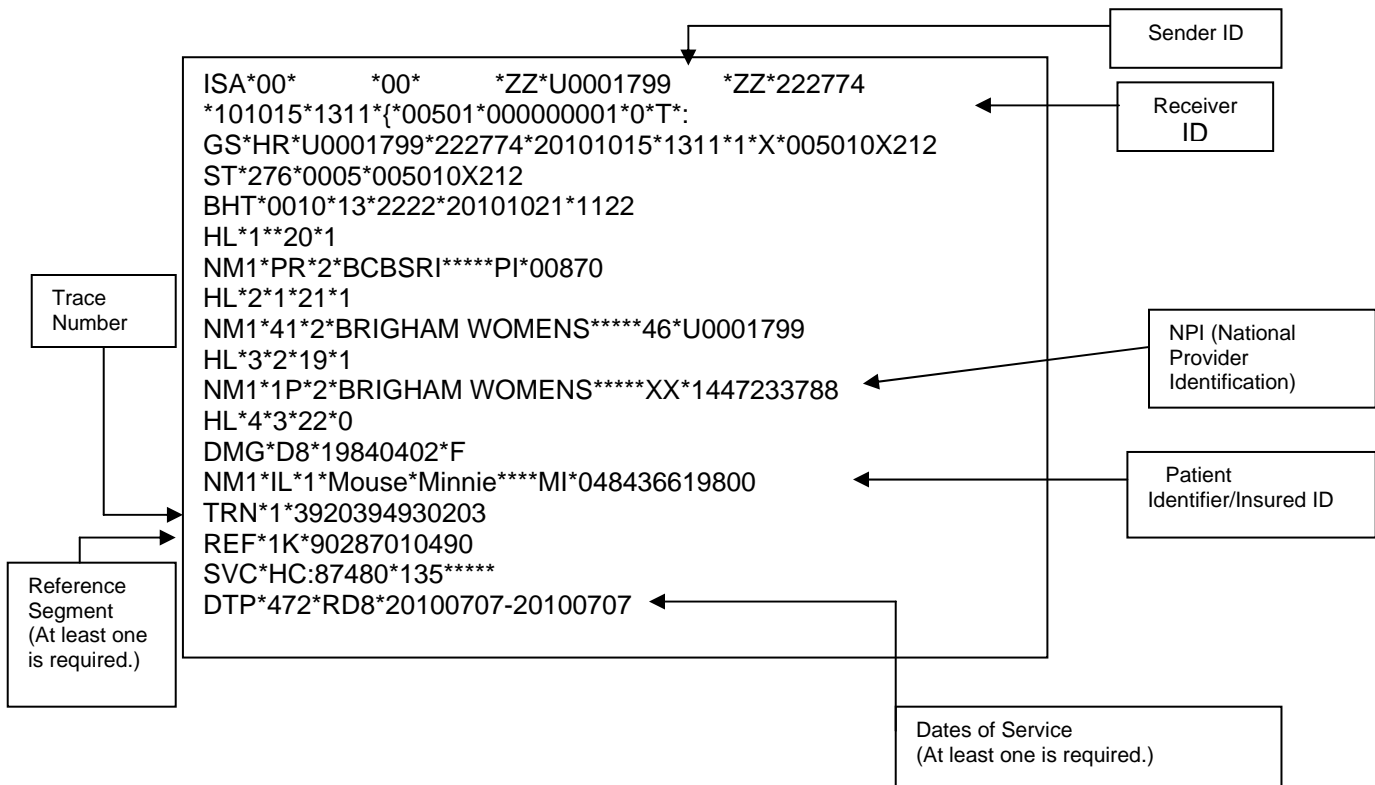 Sender ID
ISA*00*          *00*          *ZZ*U0001799       *ZZ*222774
*101015*1311*{*00501*000000001*0*T*:
Receiver
ID
GS*HR*U0001799*222774*20101015*1311*1*X*005010X212
ST*276*0005*005010X212
BHT*0010*13*2222*20101021*1122
HL*1**20*1
NM1*PR*2*BCBSRI*****PI*00870
HL*2*1*21*1
Trace
Number
NM1*41*2*BRIGHAM WOMENS*****46*U0001799
HL*3*2*19*1
NM1*1P*2*BRIGHAM WOMENS*****XX*1447233788
NPI (National
Provider
Identification)
HL*4*3*22*0
DMG*D8*19840402*F
NM1*IL*1*Mouse*Minnie****MI*048436619800
Patient
Identifier/Insured ID
TRN*1*3920394930203
REF*1K*90287010490
SVC*HC:87480*135*****
DTP*472*RD8*20100707-20100707
Reference
Segment
(At least one
is required.)
Dates of Service
(At least one is required.)